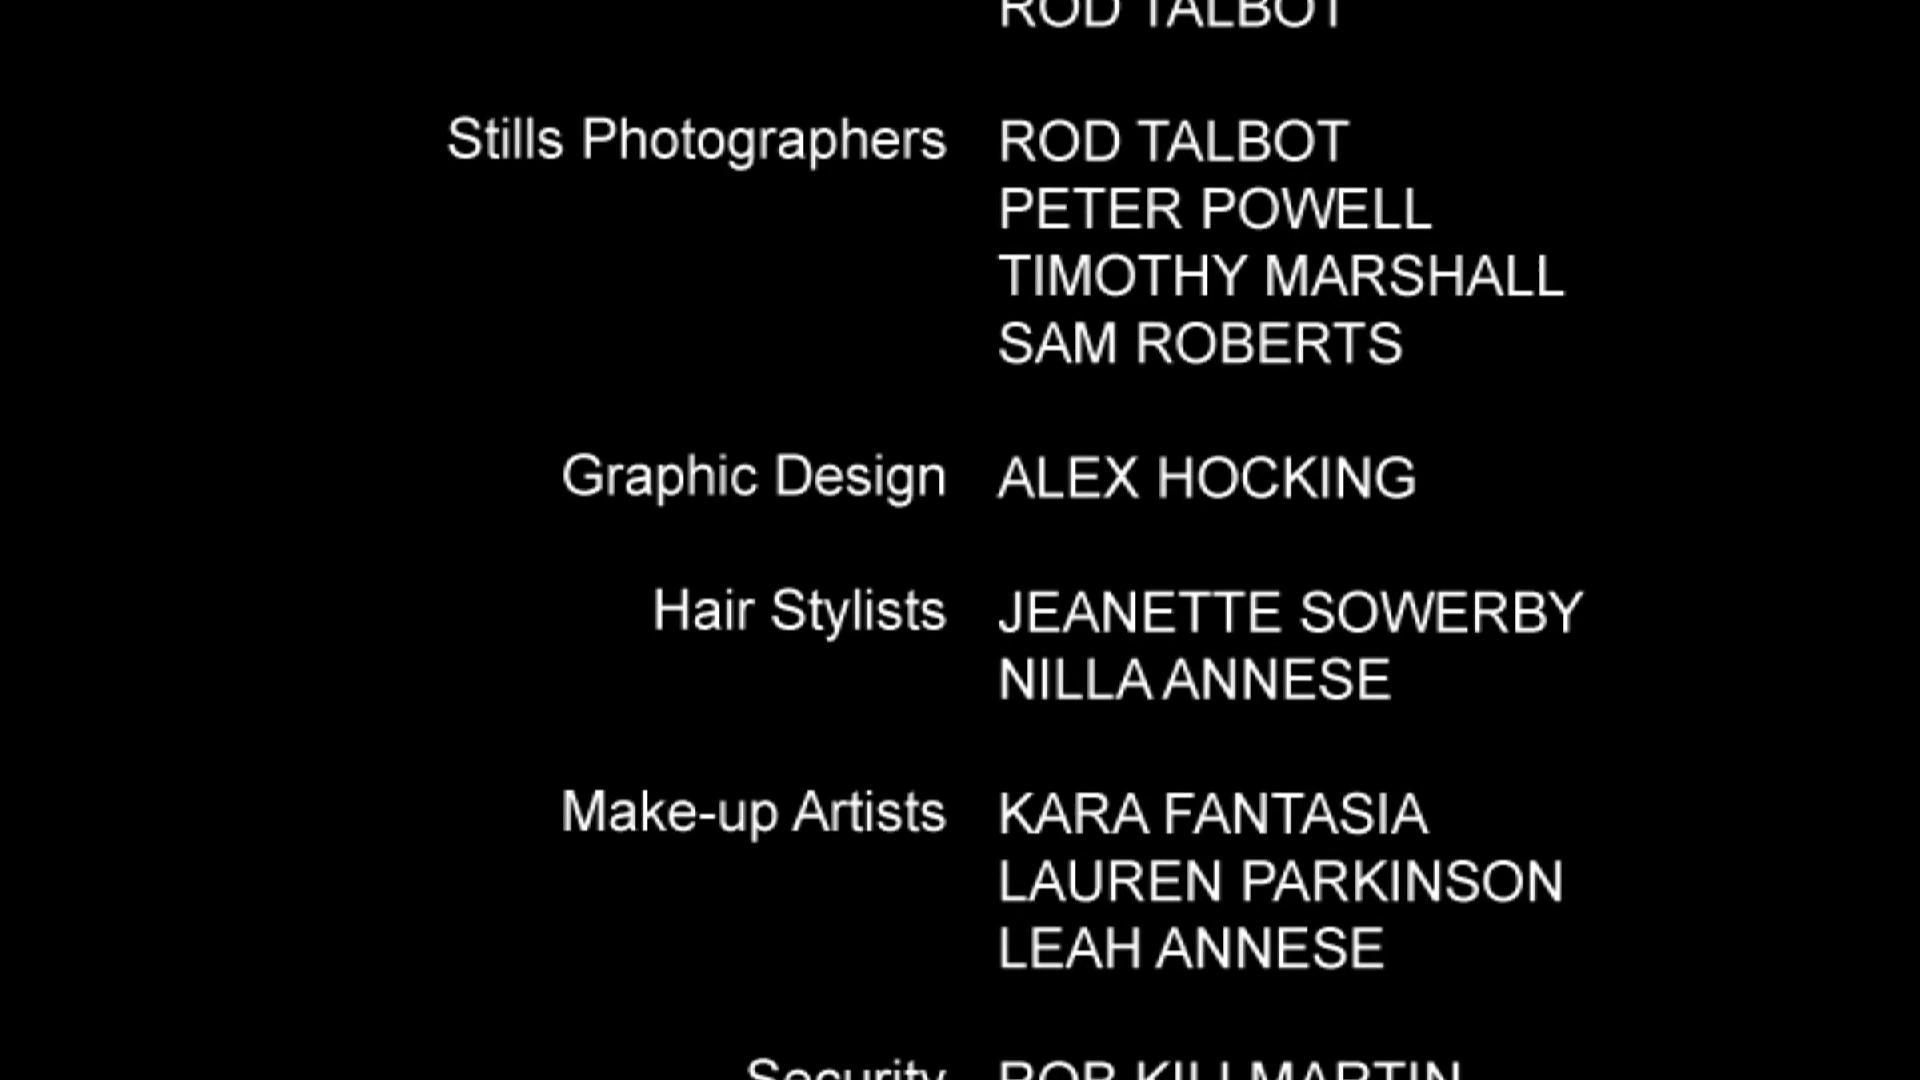 ROD TALBOT
Stills Photographers ROD TALBOT
PETER POWELL
TIMOTHY MARSHALL
SAM ROBERTS
Graphic Design ALEX HOCKING
Hair Stylists JEANETTE SOWERBY
NILLA ANNESE
Make-up Artists KARA FANTASIA
LAUREN PARKINSON
LEAH ANNESE
Security ROB KILLMARTIN